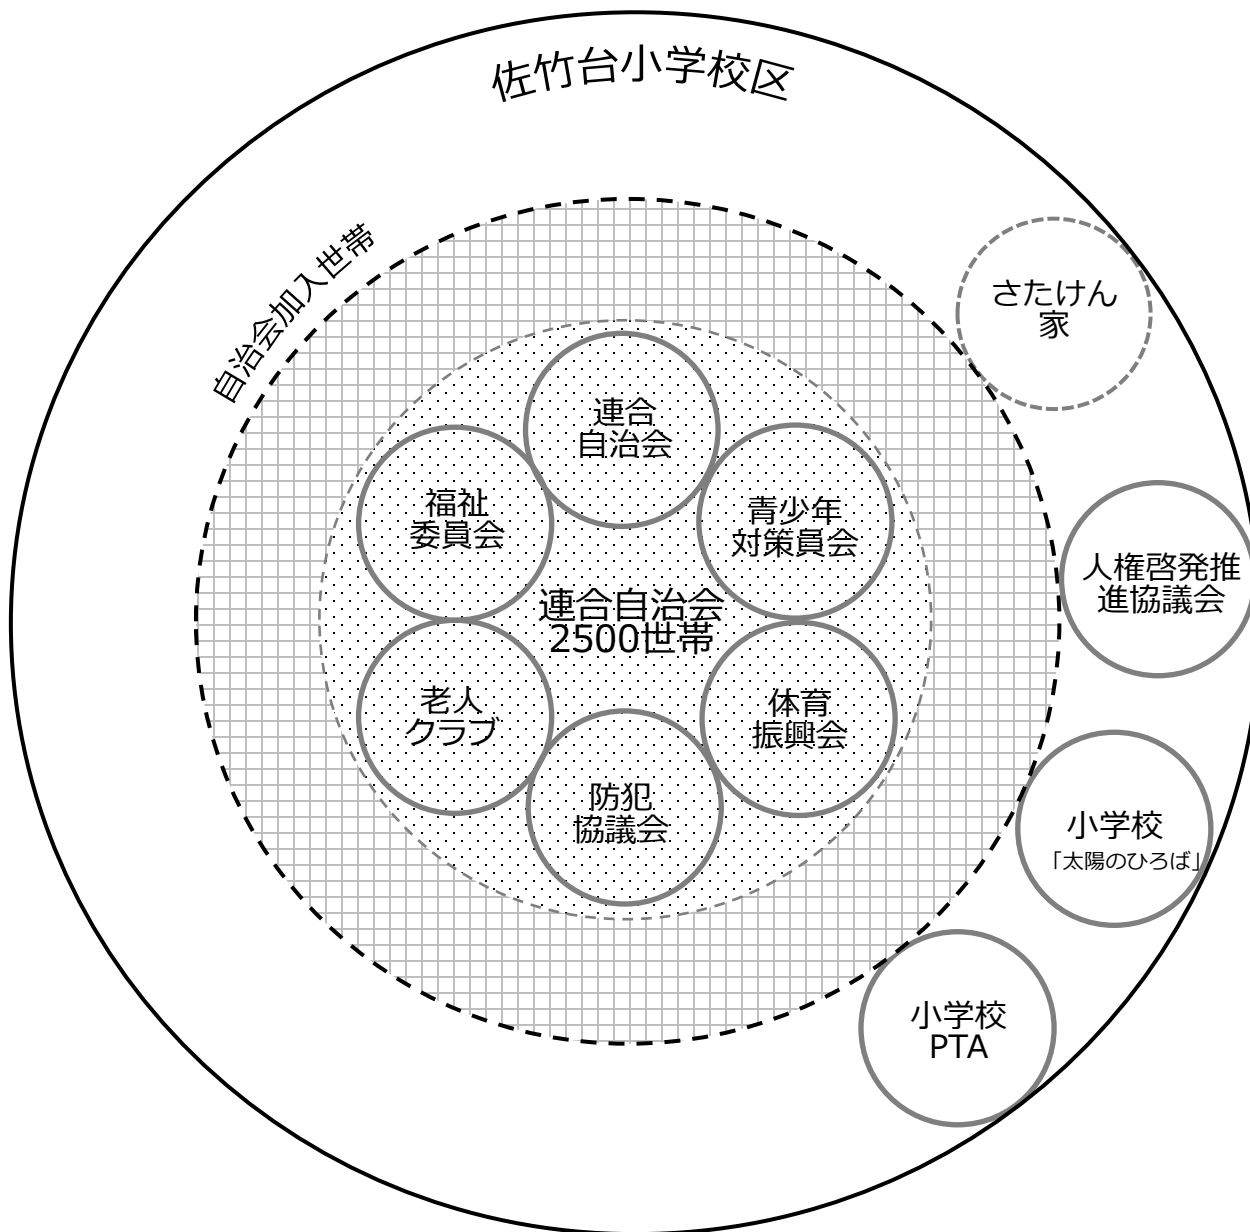 佐竹台小学校区
自治会加入世帯
さたけん
家
連合
自治会
福祉
委員会
青少年
対策員会
人権啓発推
進協議会
連合自治会
2500世帯
老人
クラブ
体育
振興会
防犯
協議会
小学校
「太陽のひろば」
小学校
PTA